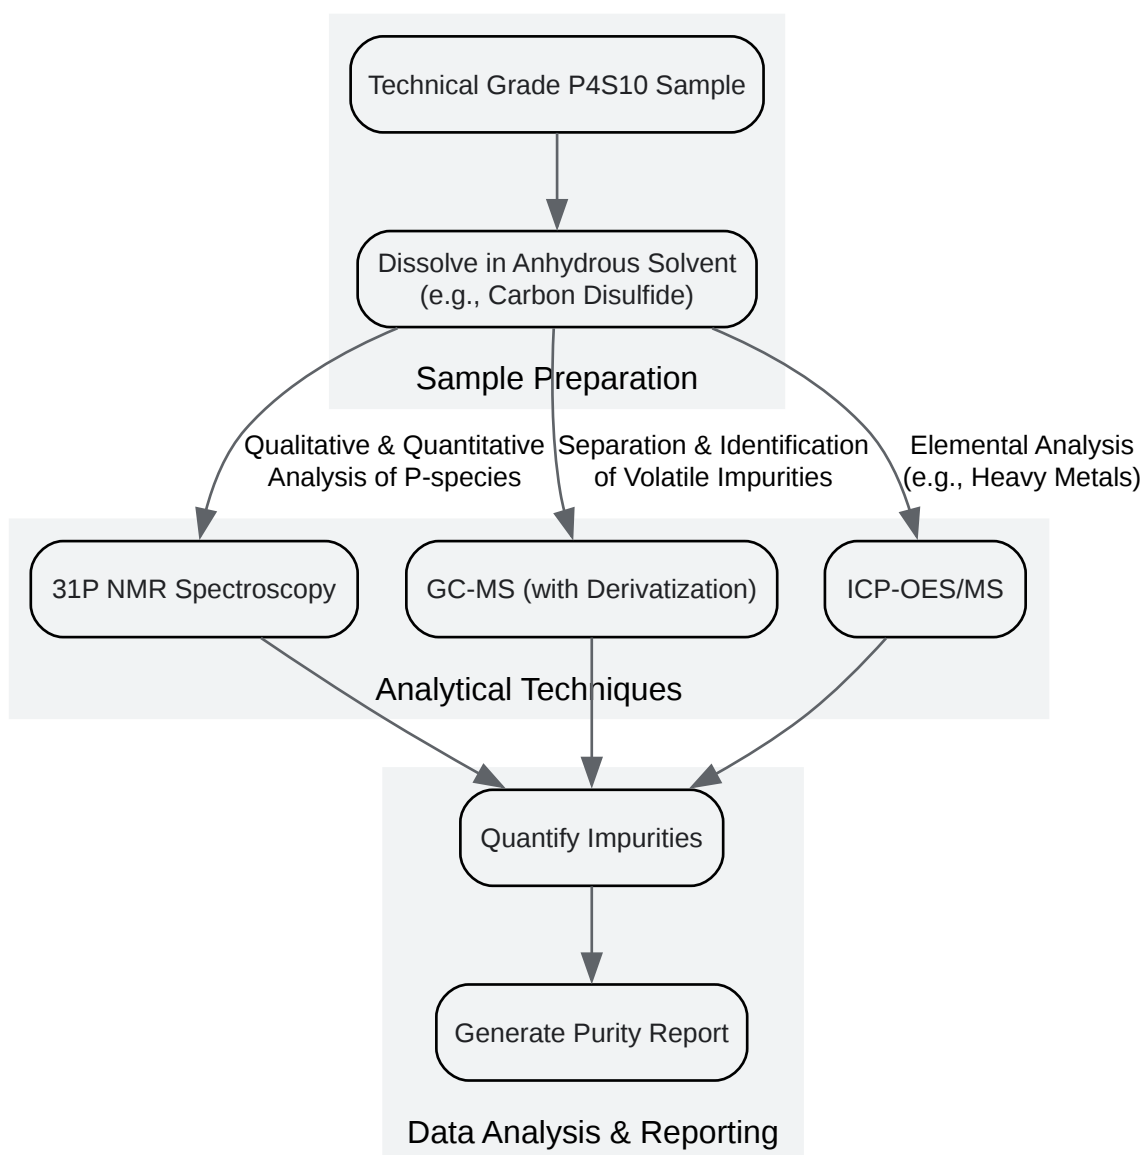 Technical Grade P4S10 Sample
Dissolve in Anhydrous Solvent
(e.g., Carbon Disulfide)
Sample Preparation
Qualitative & Quantitative
Analysis of P-species
Separation & Identification
of Volatile Impurities
Elemental Analysis
(e.g., Heavy Metals)
31P NMR Spectroscopy
GC-MS (with Derivatization)
ICP-OES/MS
Analytical Techniques
Quantify Impurities
Generate Purity Report
Data Analysis & Reporting